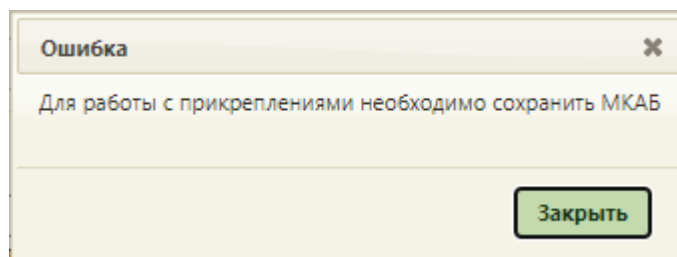 Ошибка
Для работы с прикреплениями необходимо сохранить МКАБ
Закрыть